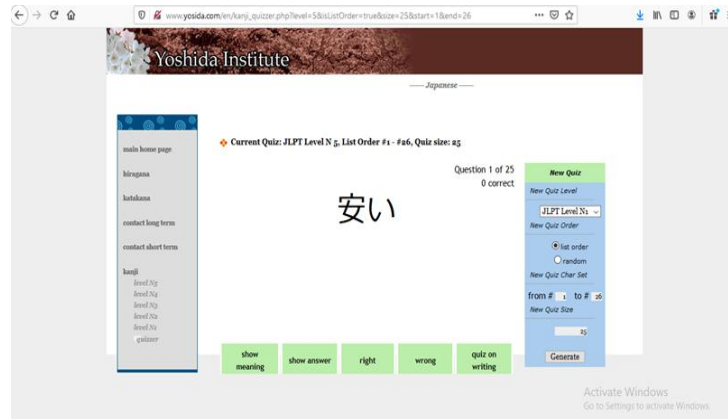 www.yosida.com/en/kanji_quizzer.php?level=5&isListOrder=true&size=25&start=1&end=26
Yoshida Institute
Japanese
main home page
hiragana
katakana
contact long term
contact short term
kanji
level N5
level N4
level N3
level N2
level N1
quizzer
Current Quiz: JLPT Level N 5, List Order #1 - #26, Quiz size: 25
Question 1 of 25
0 correct
安い
show meaning
show answer
right
wrong
quiz on writing
New Quiz
New Quiz Level
JLPT Level N1
New Quiz Order
list order
random
New Quiz Char Set
from # 1 to # 26
New Quiz Size
25
Generate
Activate Windows
Go to Settings to activate Windows.